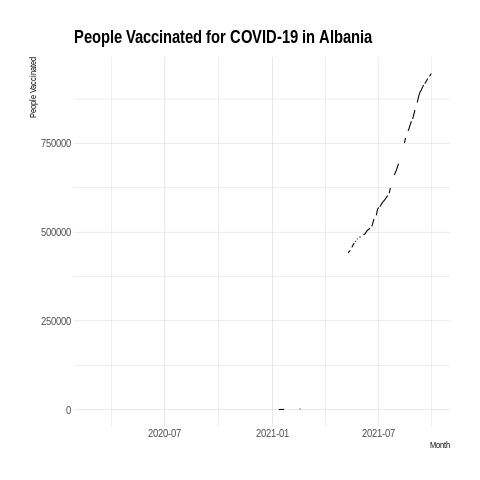 People Vaccinated for COVID-19 in Albania
People Vaccinated
750000
500000
250000
0
2020-07
2021-01
2021-07
Month